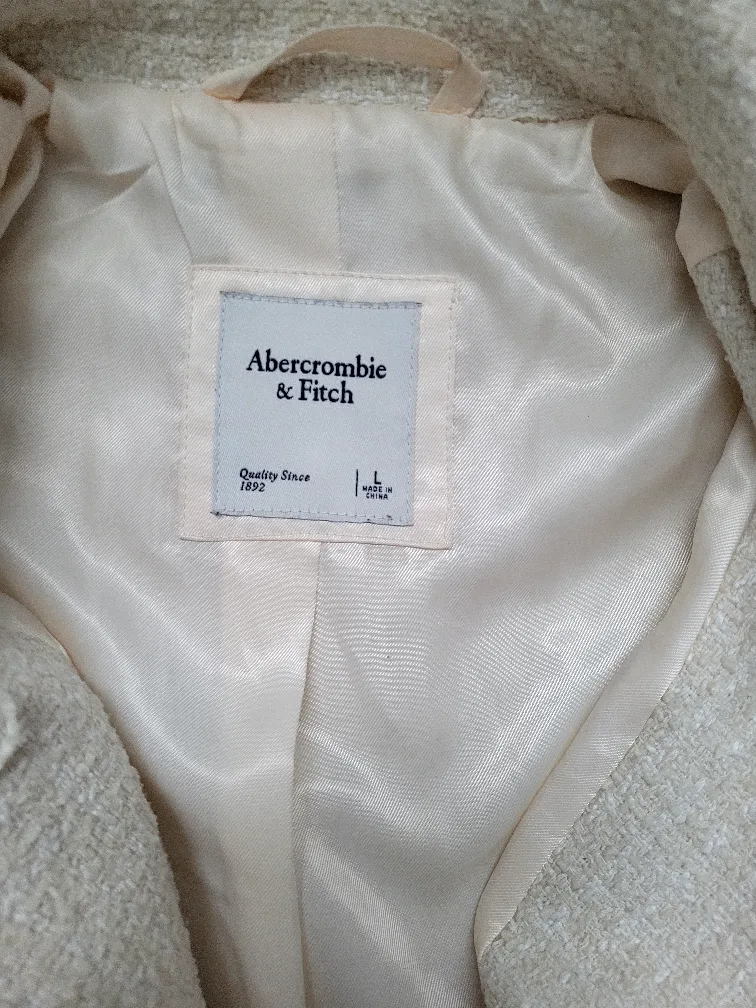 Abercrombie
& Fitch
Quality Since
1892
L
MADE IN
CHINA